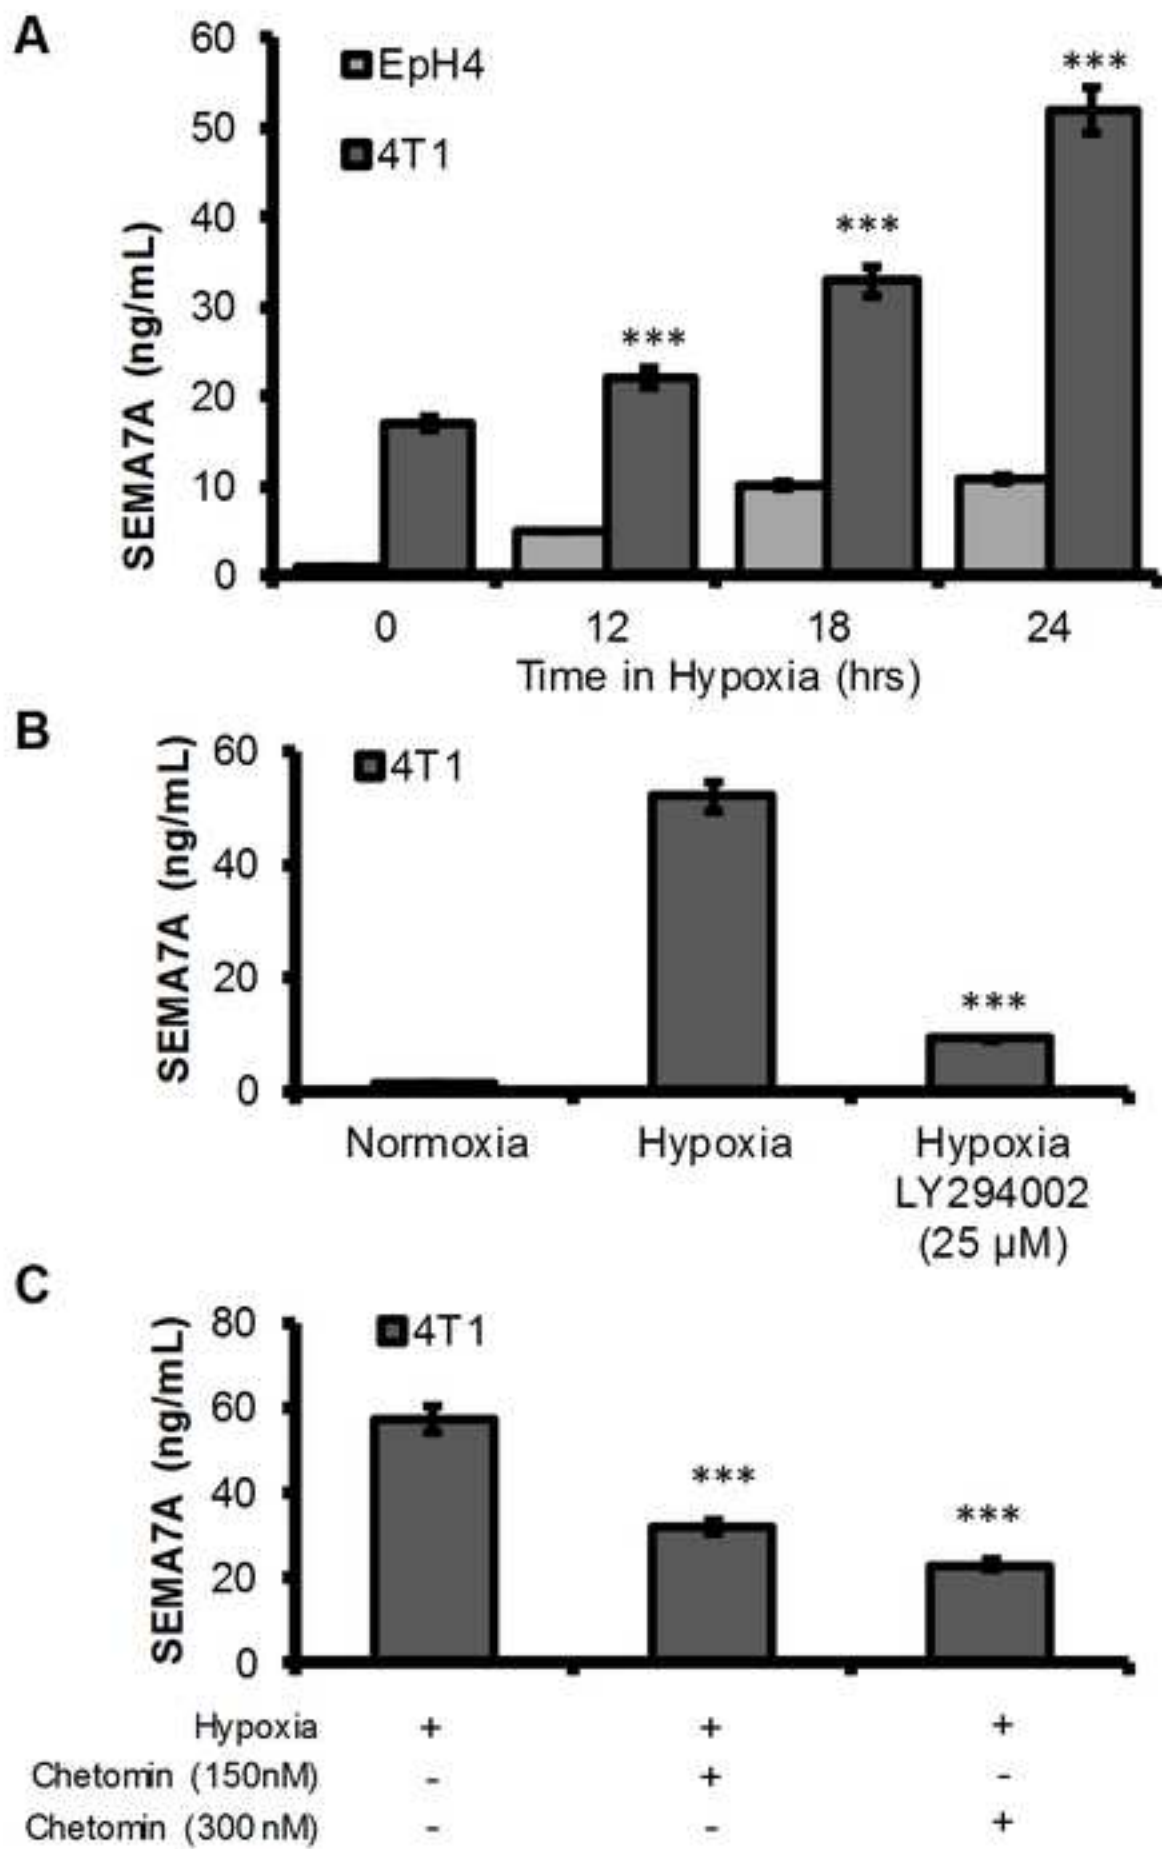 A
60
50
40
30
20
10
0
SEMA7A (ng/mL)
EpH4
4T1
***
***
***
0 12 18 24
Time in Hypoxia (hrs)
B
60
40
20
0
SEMA7A (ng/mL)
4T1
***
Normoxia Hypoxia Hypoxia
LY294002
(25 µM)
C
80
60
40
20
0
SEMA7A (ng/mL)
4T1
***
***
Hypoxia + + +
Chetomin (150nM) - + -
Chetomin (300 nM) - - +